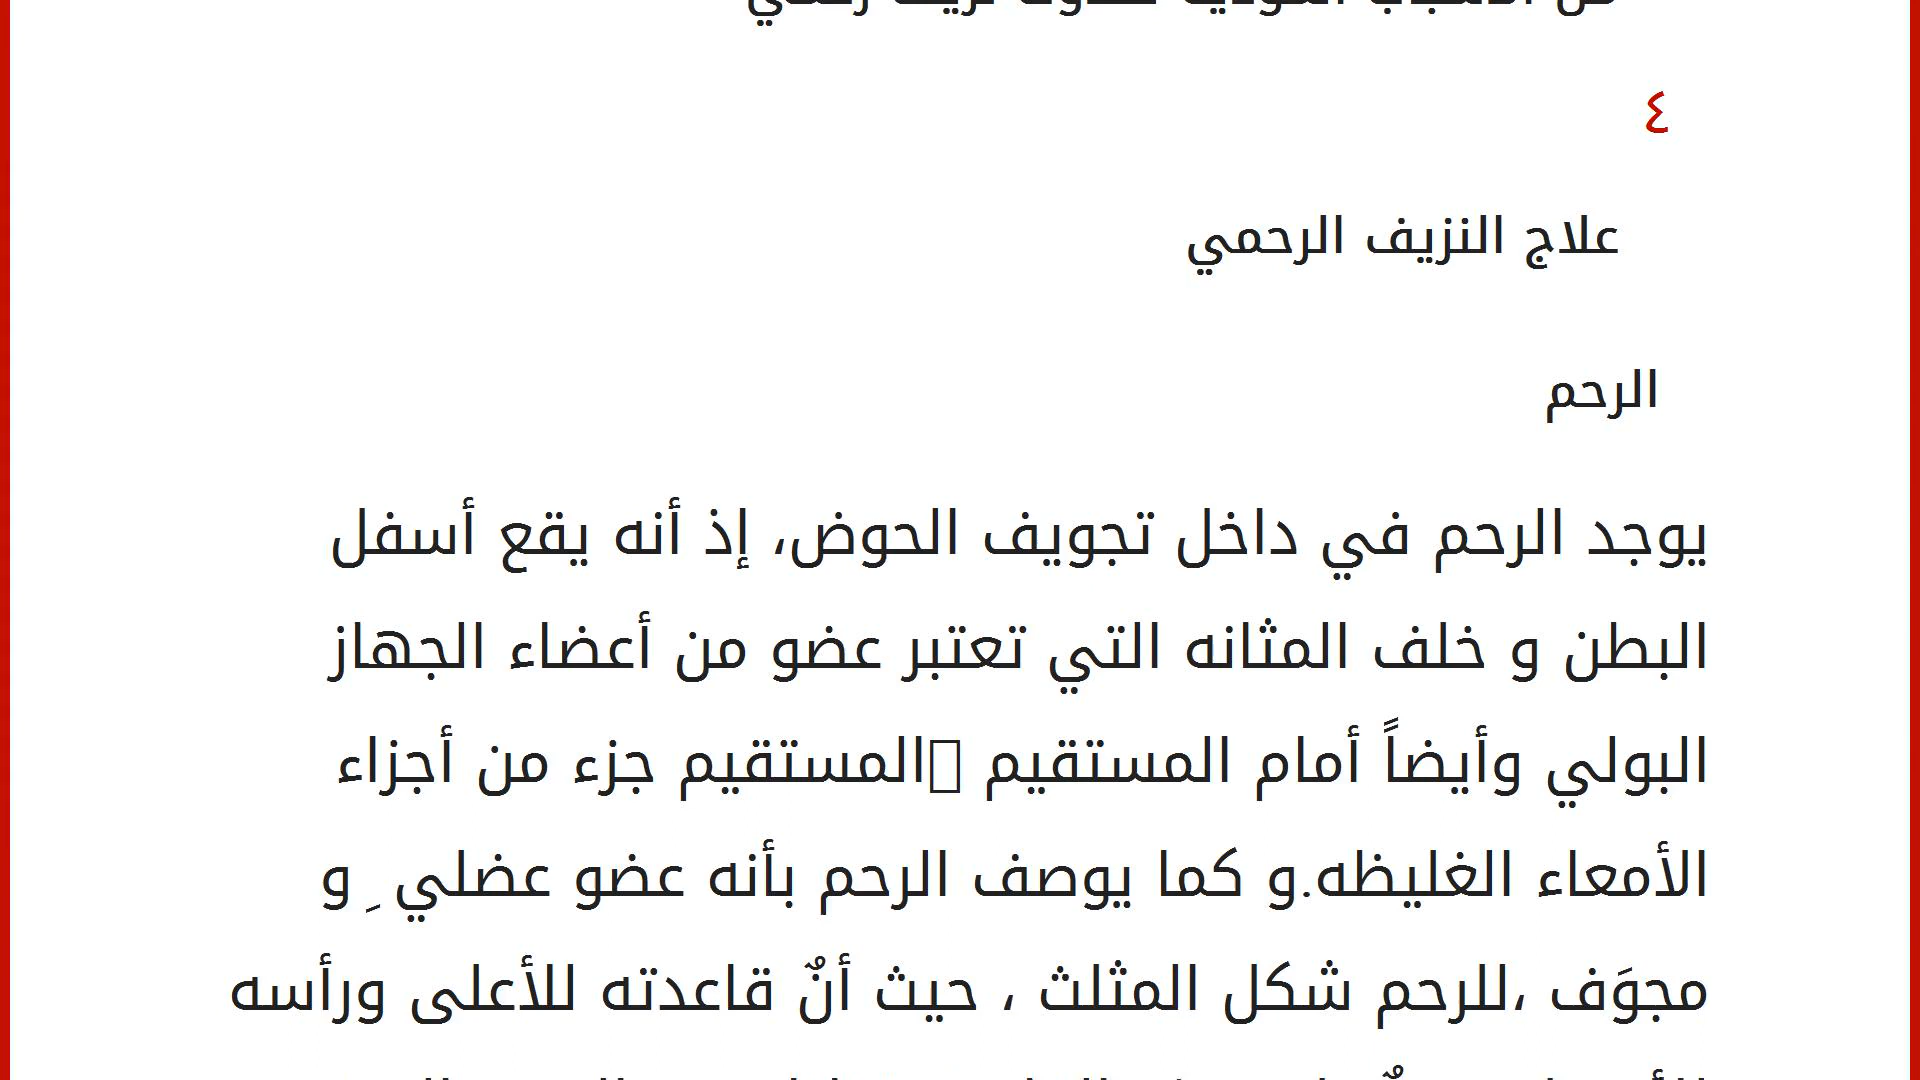 ٤
علاج النزيف الرحمي
الرحم
يوجد الرحم في داخل تجويف الحوض، إذ أنه يقع أسفل
البطن و خلف المثانه التي تعتبر عضو من أعضاء الجهاز
البولي وأيضاً أمام المستقيم المستقيم جزء من أجزاء
الأمعاء الغليظه.و كما يوصف الرحم بأنه عضو عضلي ِ و
مجوَف ،للرحم شكل المثلث ، حيث أنٌ قاعدته للأعلى ورأسه